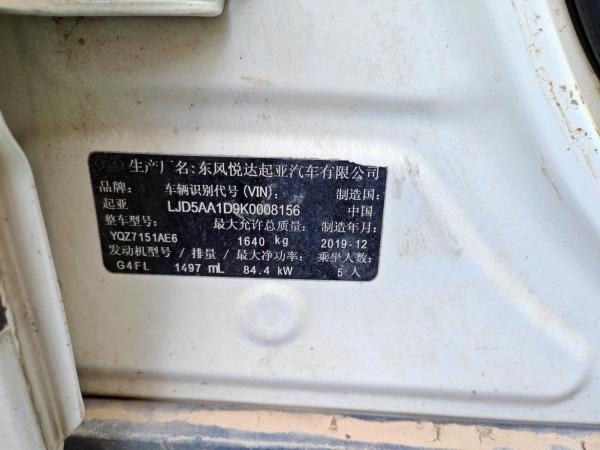 生产厂名:东风悦达起亚汽车有限公司
品牌: 车辆识别代号(VIN): 制造国:
起亚 LJD5AA1D9K0008156 中国
整车型号: 最大允许总质量: 制造年月:
YQZ7151AE6 1640 kg 2019-12
发动机型号/排量/最大净功率: 乘坐人数:
G4FL 1497 mL 84.4 kW 5人